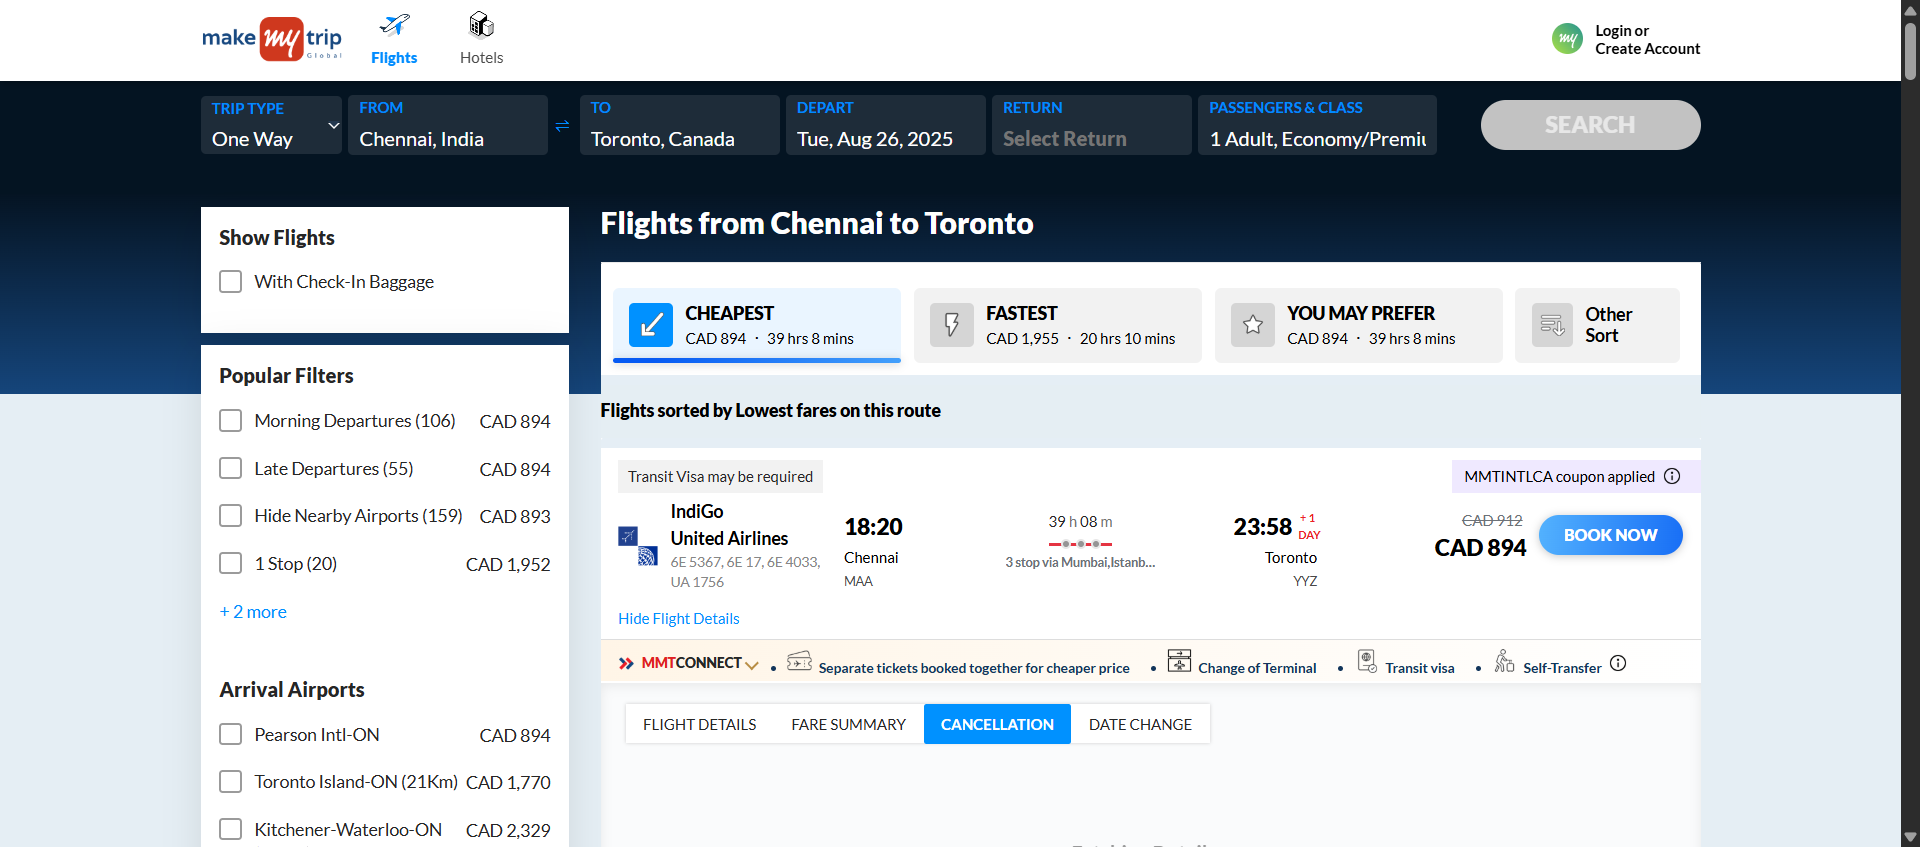 make my trip
Global
Flights
Hotels
my
Login or
Create Account
TRIP TYPE
One Way
FROM
Chennai, India
TO
Toronto, Canada
DEPART
Tue, Aug 26, 2025
RETURN
Select Return
PASSENGERS & CLASS
1 Adult, Economy/Premiu
SEARCH
Show Flights
With Check-In Baggage
Popular Filters
Morning Departures (106) CAD 894
Late Departures (55) CAD 894
Hide Nearby Airports (159) CAD 893
1 Stop (20) CAD 1,952
+ 2 more
Arrival Airports
Pearson Intl-ON CAD 894
Toronto Island-ON (21Km) CAD 1,770
Kitchener-Waterloo-ON CAD 2,329
Flights from Chennai to Toronto
CHEAPEST
CAD 894 · 39 hrs 8 mins
FASTEST
CAD 1,955 · 20 hrs 10 mins
YOU MAY PREFER
CAD 894 · 39 hrs 8 mins
Other
Sort
Flights sorted by Lowest fares on this route
Transit Visa may be required
MMTINTLCA coupon applied
IndiGo
United Airlines
6E 5367, 6E 17, 6E 4033,
UA 1756
18:20
Chennai
MAA
39 h 08 m
3 stop via Mumbai,Istanb...
23:58 + 1
DAY
Toronto
YYZ
CAD 912
CAD 894
BOOK NOW
Hide Flight Details
MMTCONNECT • Separate tickets booked together for cheaper price • Change of Terminal • Transit visa • Self-Transfer
FLIGHT DETAILS FARE SUMMARY CANCELLATION DATE CHANGE